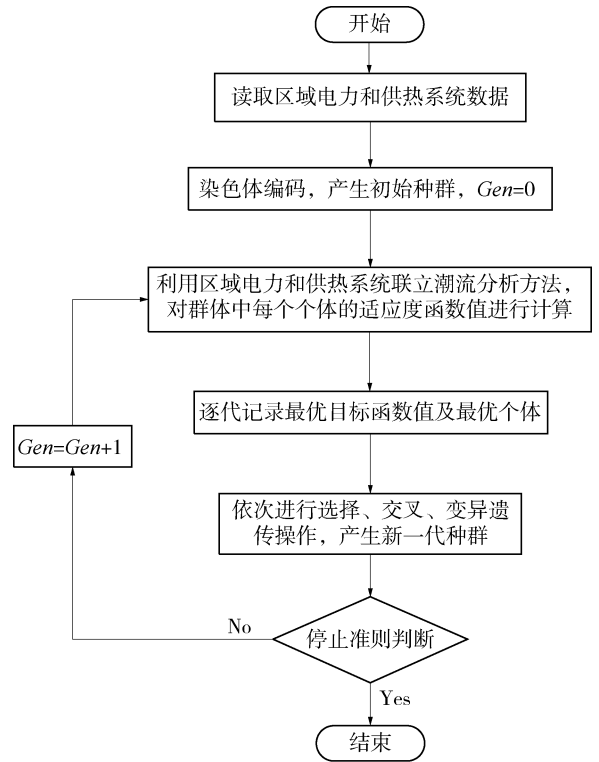 开始
读取区域电力和供热系统数据
染色体编码，产生初始种群，Gen=0
利用区域电力和供热系统联立潮流分析方法，
对群体中每个个体的适应度函数值进行计算
逐代记录最优目标函数值及最优个体
Gen=Gen+1
依次进行选择、交叉、变异遗
传操作，产生新一代种群
No
停止准则判断
Yes
结束